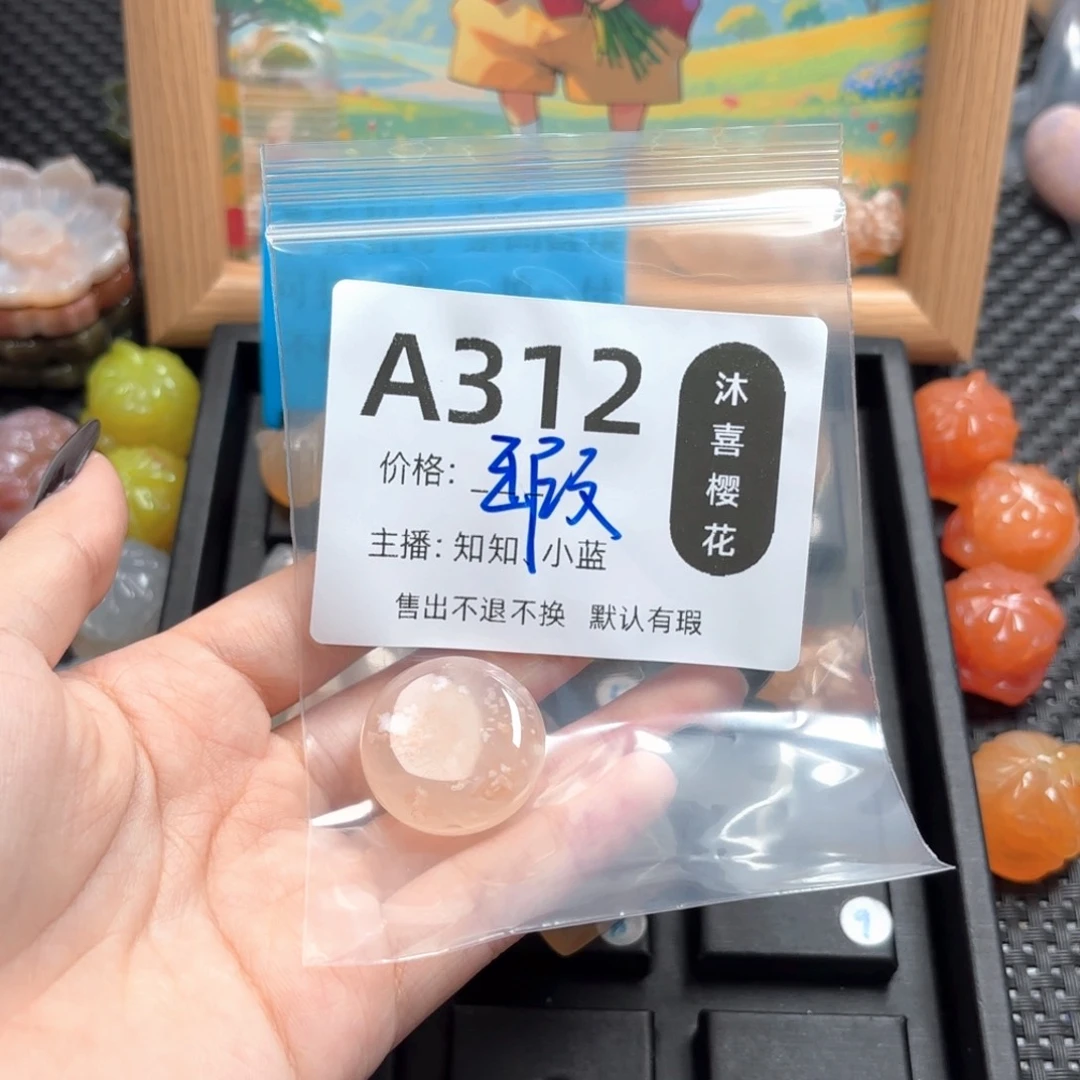 A312
价格: 瑕
主播: 知知、小蓝
售出不退不换 默认有瑕
沐喜樱花
9